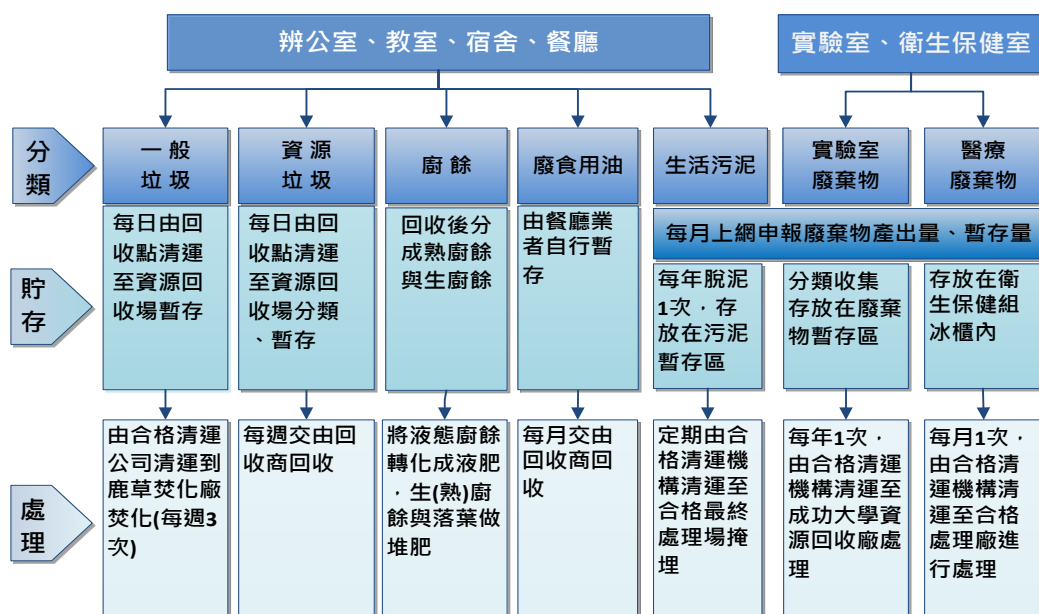 辨公室、教室、宿舍、餐廳
實驗室、衛生保健室
分
類
一般
垃圾
資源
垃圾
廚餘
廢食用油
生活污泥
實驗室
廢棄物
醫療
廢棄物
貯
存
每日由回
收點清運
至資源回
收場暫存
每日由回
收點清運
至資源回
收場分類
、暫存
回收後分
成熟廚餘
與生廚餘
由餐廳業
者自行暫
存
每月上網申報廢棄物產出量、暫存量
每年脫泥
1次，存
放在污泥
暫存區
分類收集
存放在廢棄
物暫存區
存放在衛
生保健組
冰櫃內
處
理
由合格清運
公司清運到
鹿草焚化廠
焚化(每週3
次)
每週交由回
收商回收
將液態廚餘
轉化成液肥
，生(熟)廚
餘與落葉做
堆肥
每月交由
回收商回
收
定期由合
格清運機
構清運至
合格最終
處理場掩
埋
每年1次，
由合格清運
機構清運至
成功大學資
源回收廠處
理
每月1次，
由合格清
運機構清
運至合格
處理廠進
行處理